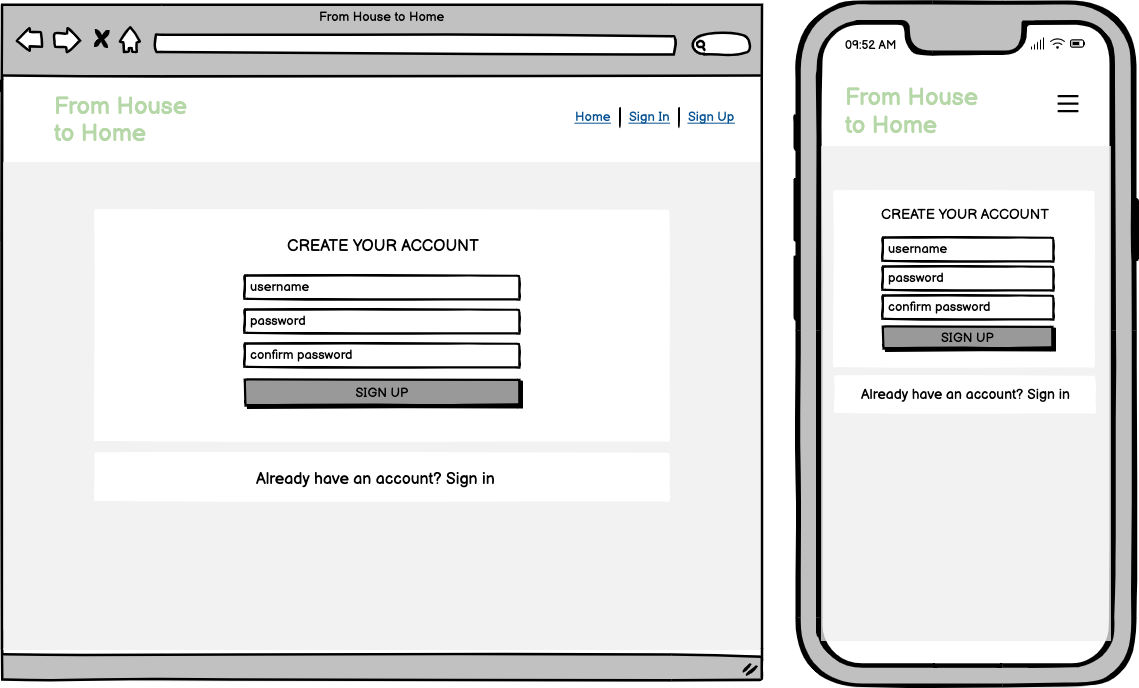 From House to Home
From House
to Home
Home
Sign In
Sign Up
CREATE YOUR ACCOUNT
username
password
confirm password
SIGN UP
Already have an account? Sign in
09:52 AM
From House
to Home
CREATE YOUR ACCOUNT
username
password
confirm password
SIGN UP
Already have an account? Sign in